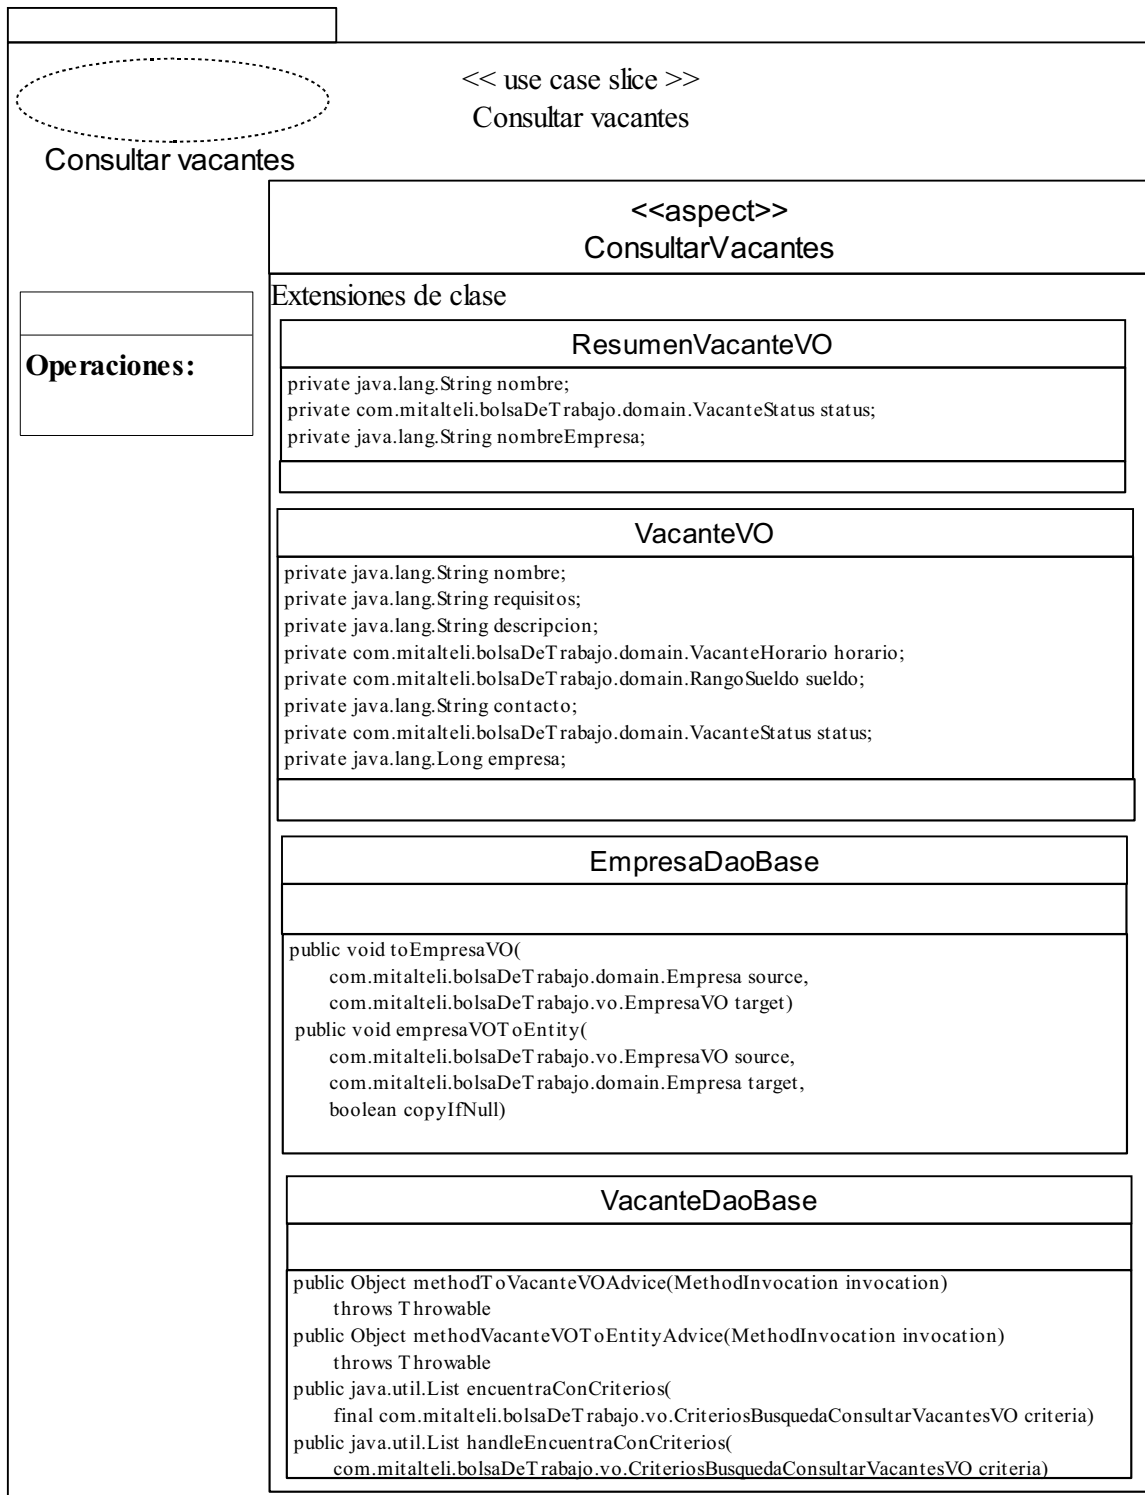 << use case slice >>
Consultar vacantes
Consultar vacantes
<<aspect>>
ConsultarVacantes
Extensiones de clase
Operaciones:
ResumenVacanteVO
private java.lang.String nombre;
private com.mitalteli.bolsaDeTrabajo.domain.VacanteStatus status;
private java.lang.String nombreEmpresa;
VacanteVO
private java.lang.String nombre;
private java.lang.String requisitos;
private java.lang.String descripcion;
private com.mitalteli.bolsaDeTrabajo.domain.VacanteHorario horario;
private com.mitalteli.bolsaDeTrabajo.domain.RangoSueldo sueldo;
private java.lang.String contacto;
private com.mitalteli.bolsaDeTrabajo.domain.VacanteStatus status;
private java.lang.Long empresa;
EmpresaDaoBase
public void toEmpresaVO(
com.mitalteli.bolsaDeTrabajo.domain.Empresa source,
com.mitalteli.bolsaDeTrabajo.vo.EmpresaVO target)
public void empresaVOToEntity(
com.mitalteli.bolsaDeTrabajo.vo.EmpresaVO source,
com.mitalteli.bolsaDeTrabajo.domain.Empresa target,
boolean copyIfNull)
VacanteDaoBase
public Object methodToVacanteVOAdvice(MethodInvocation invocation)
throws Throwable
public Object methodVacanteVOToEntityAdvice(MethodInvocation invocation)
throws Throwable
public java.util.List encuentraConCriterios(
final com.mitalteli.bolsaDeTrabajo.vo.CriteriosBusquedaConsultarVacantesVO criteria)
public java.util.List handleEncuentraConCriterios(
com.mitalteli.bolsaDeTrabajo.vo.CriteriosBusquedaConsultarVacantesVO criteria)